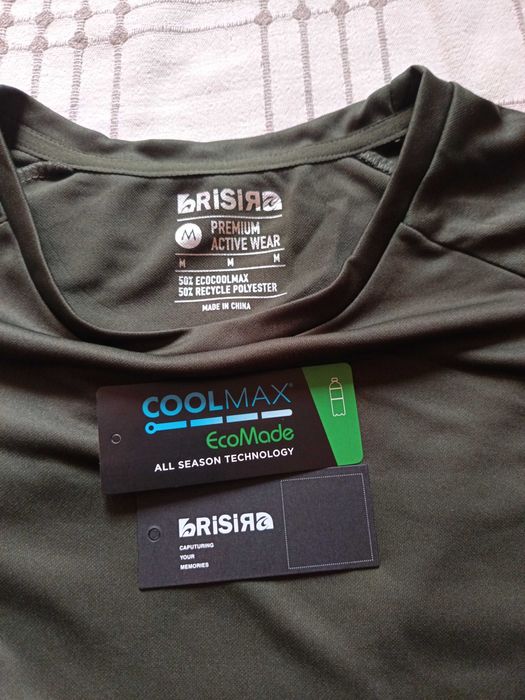 BRISIRA
M PREMIUM
ACTIVE WEAR
M M M
50% ECOCOOLMAX
50% RECYCLE POLYESTER
MADE IN CHINA
COOLMAX®
EcoMade
ALL SEASON TECHNOLOGY
BRISIRA
CAPUTURING
YOUR
MEMORIES